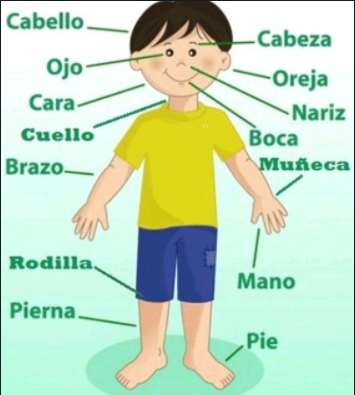 Cabello
Cabeza
Ojo
Oreja
Cara
Nariz
Cuello
Boca
Brazo
Muñeca
Rodilla
Mano
Pierna
Pie